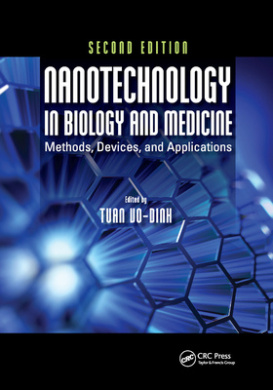 SECOND EDITION
NANOTECHNOLOGY
IN BIOLOGY AND MEDICINE
Methods, Devices, and Applications
Edited by
TUAN VO-DINH
CRC
CRC Press
Taylor & Francis Group